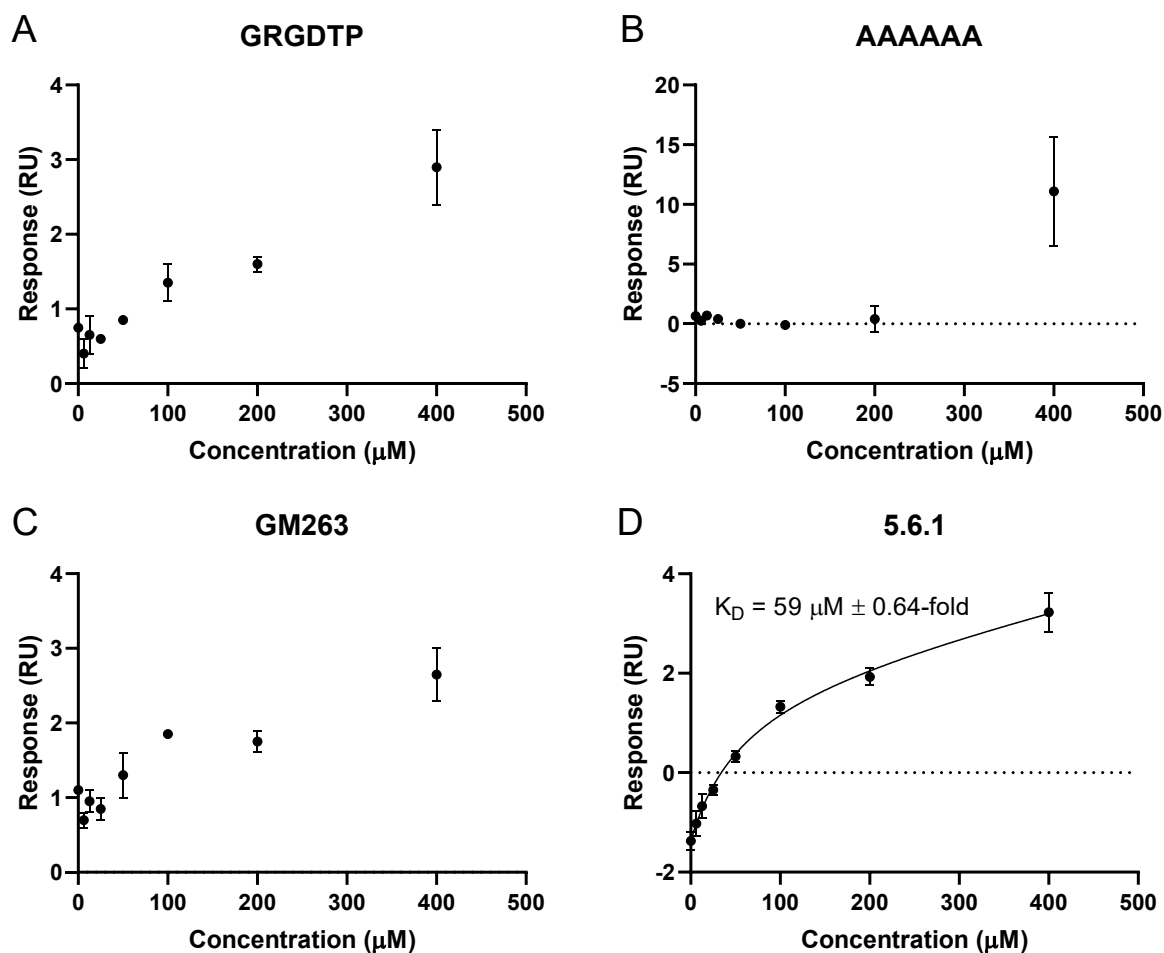 A
GRGDTP
4
3
2
1
0
Response (RU)
0 100 200 300 400 500
Concentration (μM)
B
AAAAAA
20
15
10
5
0
-5
Response (RU)
0 100 200 300 400 500
Concentration (μM)
C
GM263
4
3
2
1
0
Response (RU)
0 100 200 300 400 500
Concentration (μM)
D
5.6.1
K_D = 59 μM ± 0.64-fold
4
2
0
-2
Response (RU)
0 100 200 300 400 500
Concentration (μM)